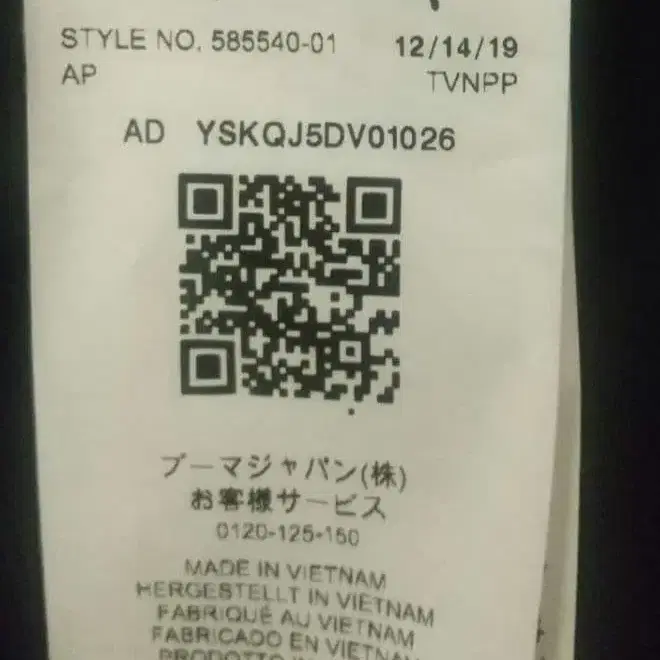 STYLE NO. 585540-01 12/14/19
AP TVNPP
AD YSKQJ5DV01026
プーマジャパン(株)
お客様サービス
0120-125-150
MADE IN VIETNAM
HERGESTELLT IN VIETNAM
FABRIQUÉ AU VIETNAM
FABRICADO EN VIETNAM
PRODOTTO IN